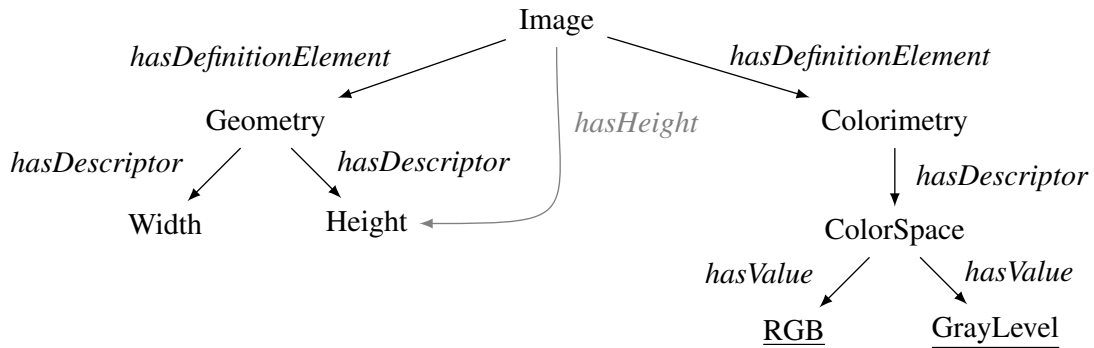 Image
hasDefinitionElement
hasDefinitionElement
Geometry
hasHeight
Colorimetry
hasDescriptor
hasDescriptor
hasDescriptor
Width
Height
ColorSpace
hasValue
hasValue
RGB
GrayLevel